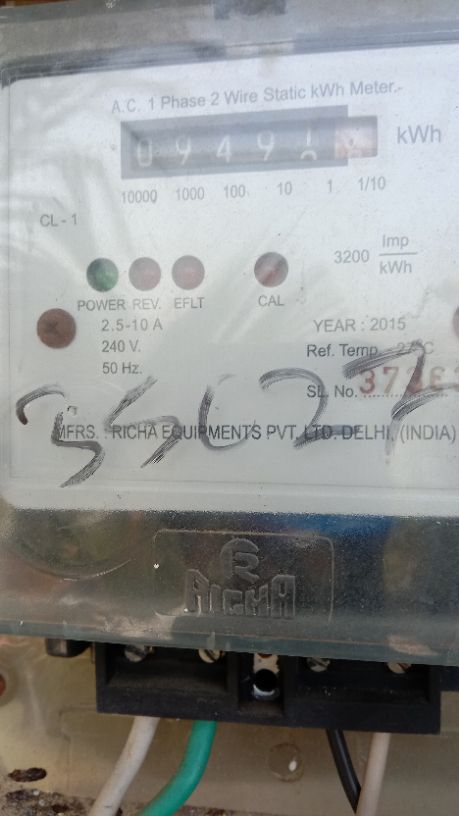 A.C. 1 Phase 2 Wire Static kWh Meter.-
0949 kWh
10000 1000 100 10 1 1/10
CL - 1
3200 Imp/kWh
POWER REV. EFLT CAL
2.5-10 A
240 V.
50 Hz.
YEAR : 2015
Ref. Temp.
SL. No.
MFRS. : RICHA EQUIPMENTS PVT. LTD. DELHI. (INDIA)
RICHA